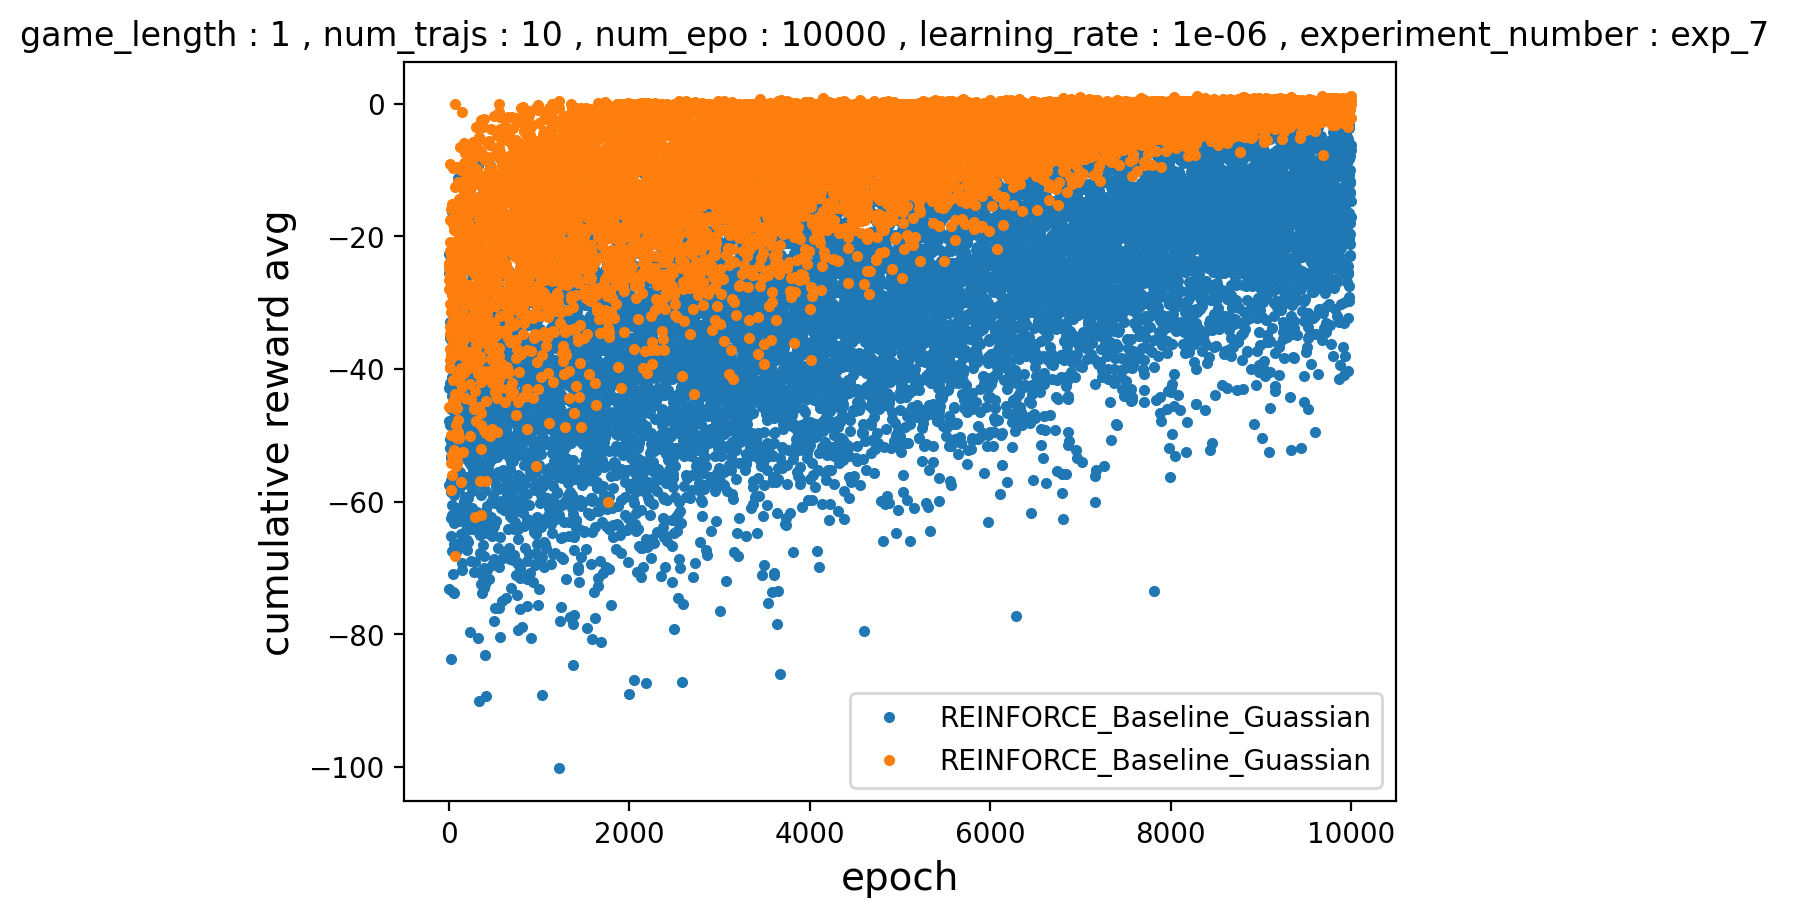 game_length : 1 , num_trajs : 10 , num_epo : 10000 , learning_rate : 1e-06 , experiment_number : exp_7
cumulative reward avg
0
−20
−40
−60
−80
−100
REINFORCE_Baseline_Guassian
REINFORCE_Baseline_Guassian
0 2000 4000 6000 8000 10000
epoch